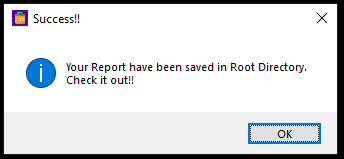 Success!!
Your Report have been saved in Root Directory.
Check it out!!
OK